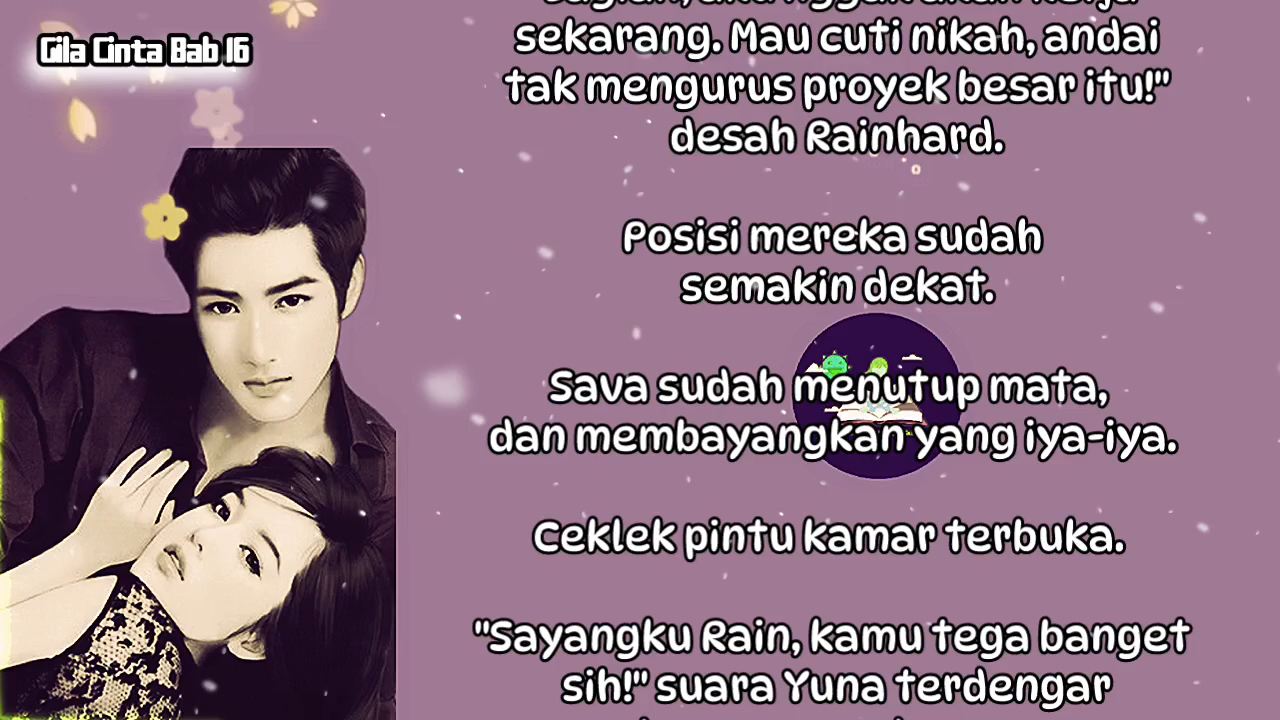 Gila Cinta Bab 16
sekarang. Mau cuti nikah, andai
tak mengurus proyek besar itu!"
desah Rainhard.
Posisi mereka sudah
semakin dekat.
Sava sudah menutup mata,
dan membayangkan yang iya-iya.
Ceklek pintu kamar terbuka.
"Sayangku Rain, kamu tega banget
sih!" suara Yuna terdengar